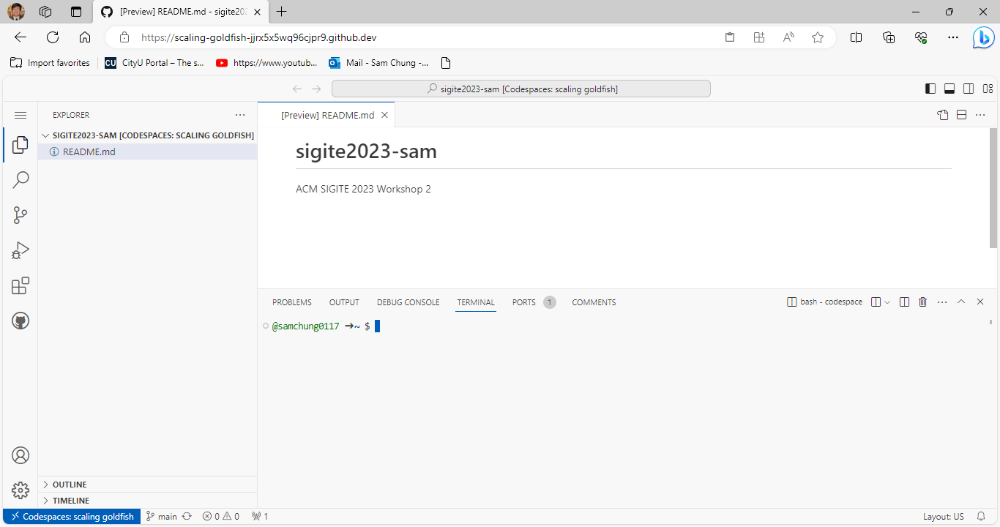 [Preview] README.md - sigite202
https://scaling-goldfish-jjrx5x5wq96cjpr9.github.dev
Import favorites
CU
CityU Portal – The s...
https://www.youtub...
Mail - Sam Chung -...
sigite2023-sam [Codespaces: scaling goldfish]
EXPLORER
[Preview] README.md
SIGITE2023-SAM [CODESPACES: SCALING GOLDFISH]
README.md
sigite2023-sam
ACM SIGITE 2023 Workshop 2
PROBLEMS OUTPUT DEBUG CONSOLE TERMINAL PORTS 1 COMMENTS
bash - codespace
@samchung0117 ➜~ $
OUTLINE
TIMELINE
Codespaces: scaling goldfish main 0 0 1 Layout: US